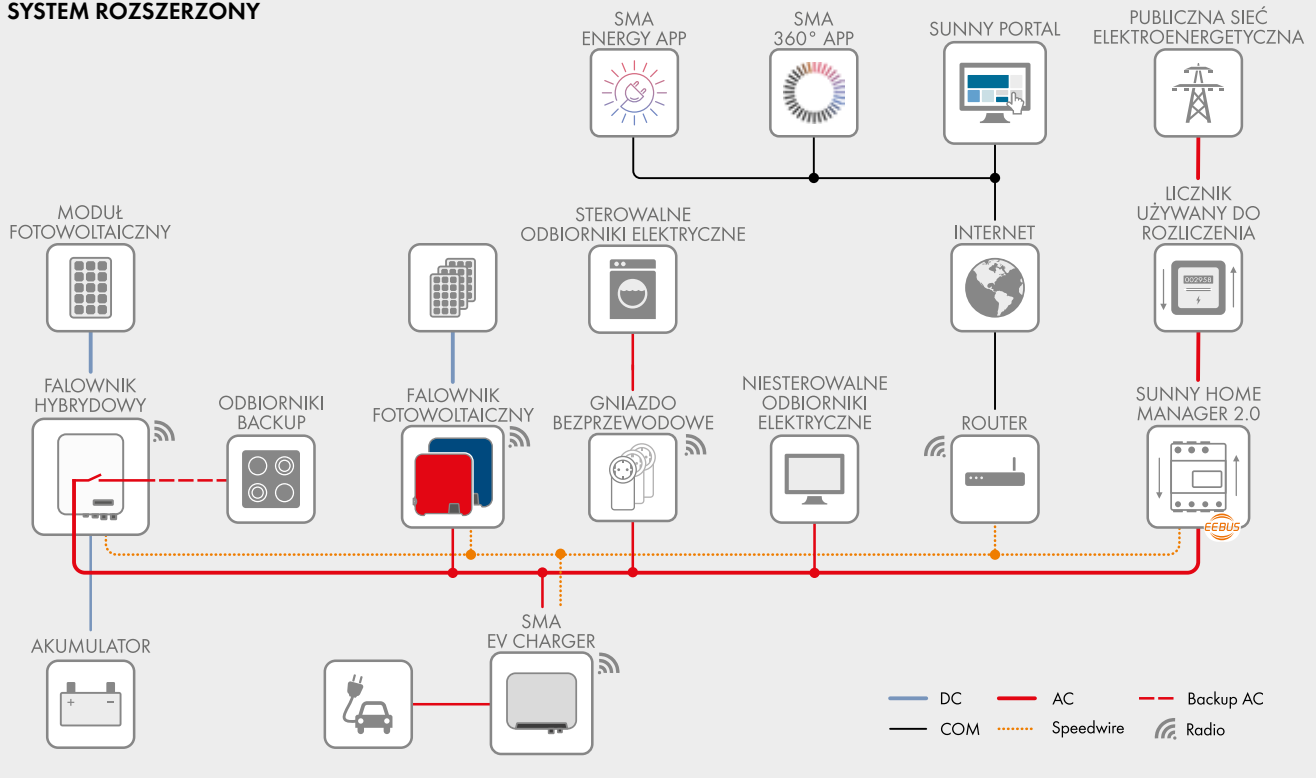 SYSTEM ROZSZERZONY
SMA
ENERGY APP
SMA
360° APP
SUNNY PORTAL
PUBLICZNA SIEĆ
ELEKTROENERGETYCZNA
MODUŁ
FOTOWOLTAICZNY
STEROWALNE
ODBIORNIKI ELEKTRYCZNE
INTERNET
LICZNIK
UŻYWANY DO
ROZLICZENIA
002958
FALOWNIK
HYBRYDOWY
ODBIORNIKI
BACKUP
FALOWNIK
FOTOWOLTAICZNY
GNIAZDO
BEZPRZEWODOWE
NIESTEROWALNE
ODBIORNIKI
ELEKTRYCZNE
ROUTER
SUNNY HOME
MANAGER 2.0
EEBUS
AKUMULATOR
+ −
SMA
EV CHARGER
DC
AC
Backup AC
COM
Speedwire
Radio